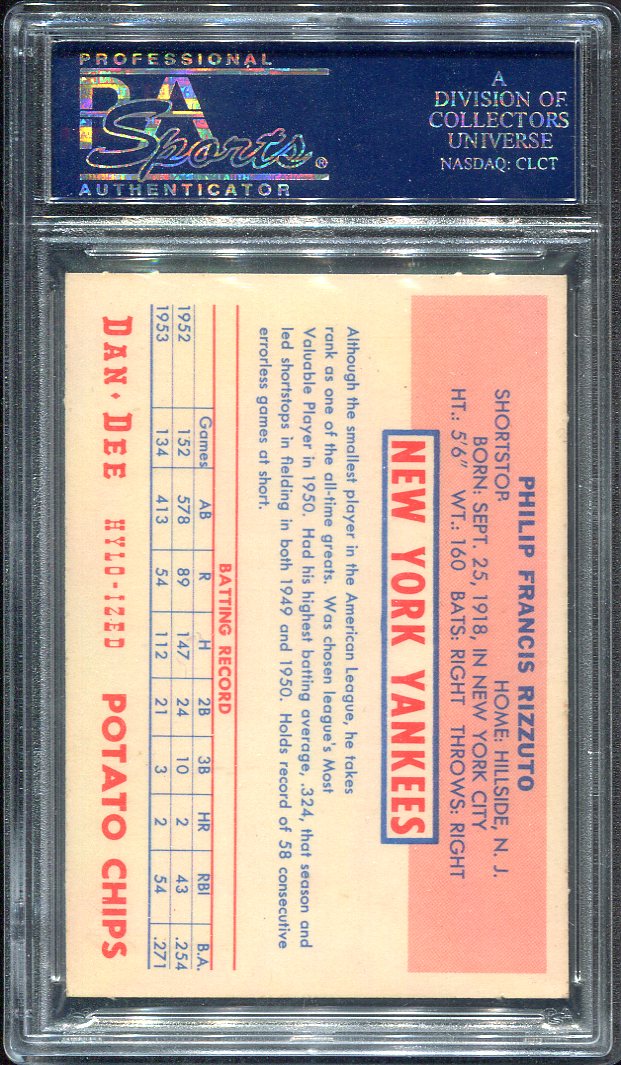 PROFESSIONAL
PSA
Sports®
AUTHENTICATOR
A
DIVISION OF
COLLECTORS
UNIVERSE
NASDAQ: CLCT
PHILIP FRANCIS RIZZUTO
SHORTSTOP HOME: HILLSIDE, N. J.
BORN: SEPT. 25, 1918, IN NEW YORK CITY
HT.: 5'6" WT.: 160 BATS: RIGHT THROWS: RIGHT
NEW YORK YANKEES
Although the smallest player in the American League, he takes
rank as one of the all-time greats. Was chosen league's Most
Valuable Player in 1950. Had his highest batting average, .324, that season and
led shortstops in fielding in both 1949 and 1950. Holds record of 58 consecutive
errorless games at short.
BATTING RECORD
Games AB R H 2B 3B HR RBI B.A.
1952 152 578 89 147 24 10 2 43 .254
1953 134 413 54 112 21 3 2 54 .271
DAN·DEE HYLO-IZED POTATO CHIPS